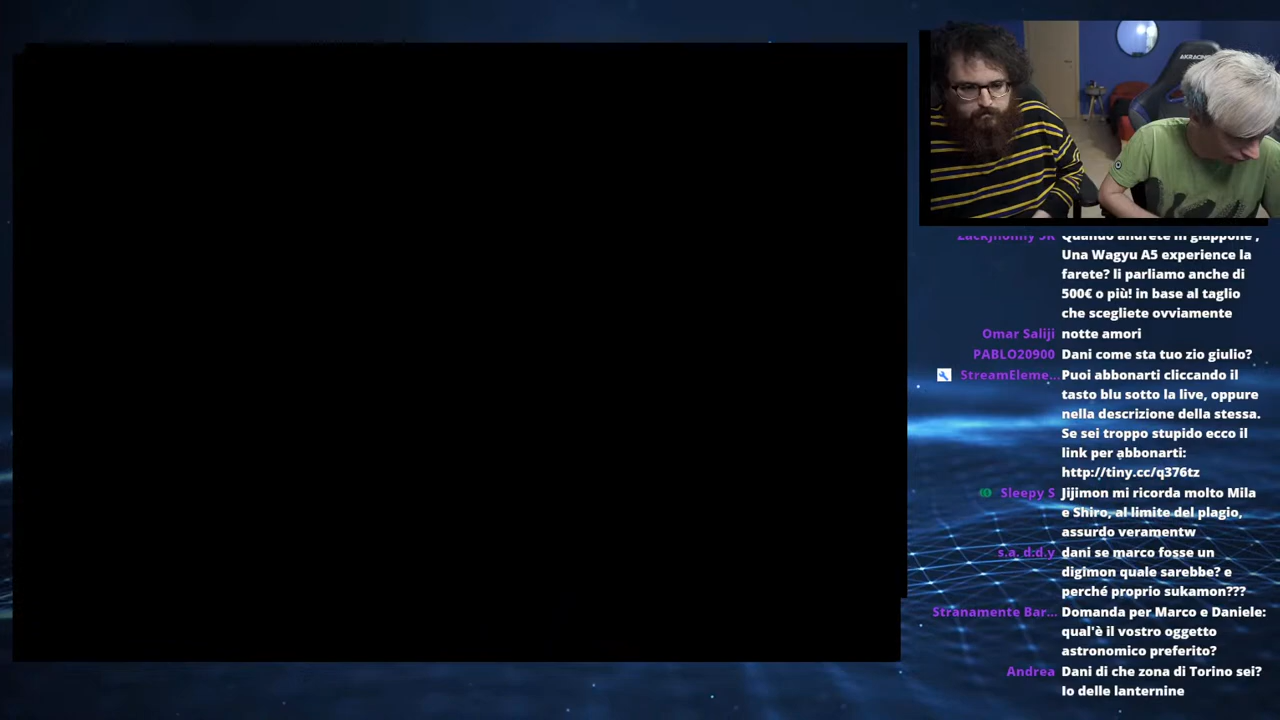 AKRACING
ZackJhonny JR Quando andrete in giappone ,
Una Wagyu A5 experience la
farete? li parliamo anche di
500€ o più! in base al taglio
che scegliete ovviamente
Omar Saliji notte amori
PABLO20900 Dani come sta tuo zio giulio?
StreamEleme... Puoi abbonarti cliccando il
tasto blu sotto la live, oppure
nella descrizione della stessa.
Se sei troppo stupido ecco il
link per abbonarti:
http://tiny.cc/q376tz
Sleepy S Jijimon mi ricorda molto Mila
e Shiro, al limite del plagio,
assurdo veramentw
s.a. d:d.y dani se marco fosse un
digimon quale sarebbe? e
perché proprio sukamon???
Stranamente Bar... Domanda per Marco e Daniele:
qual'è il vostro oggetto
astronomico preferito?
Andrea Dani di che zona di Torino sei?
Io delle lanternine